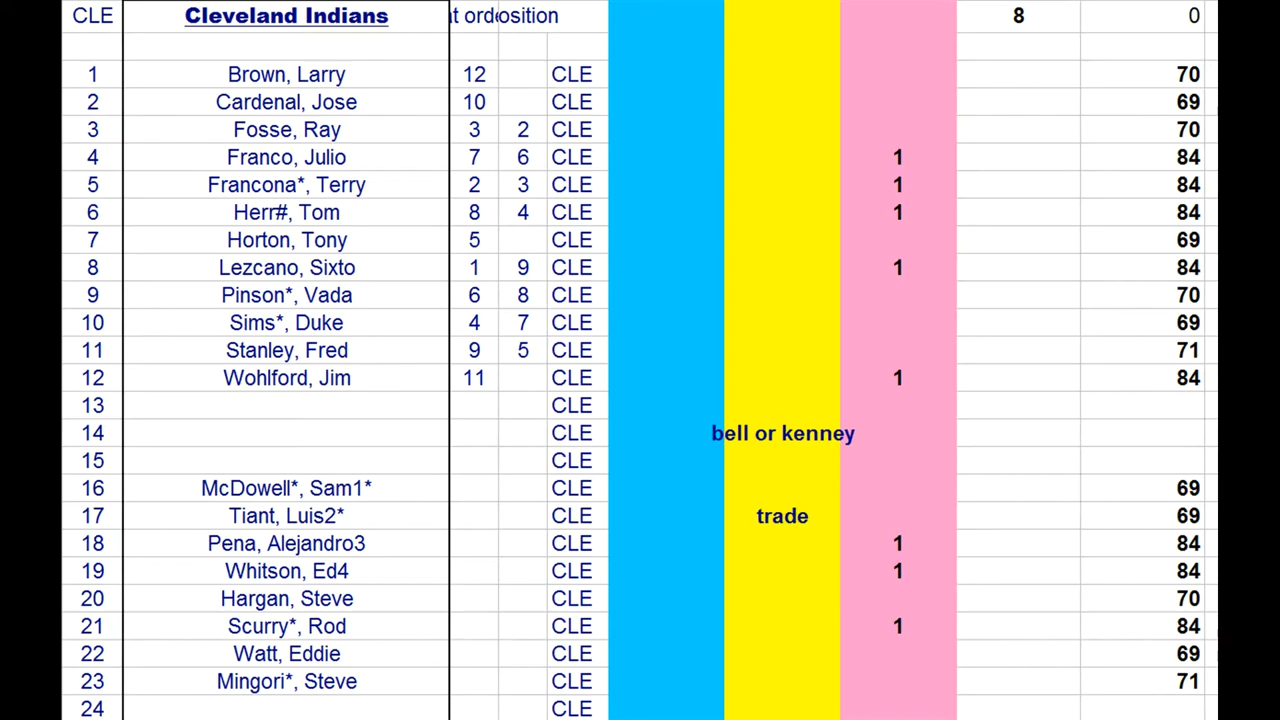 CLE Cleveland Indians at ordosition 8 0
1 Brown, Larry 12 CLE 70
2 Cardenal, Jose 10 CLE 69
3 Fosse, Ray 3 2 CLE 70
4 Franco, Julio 7 6 CLE 1 84
5 Francona*, Terry 2 3 CLE 1 84
6 Herr#, Tom 8 4 CLE 1 84
7 Horton, Tony 5 CLE 69
8 Lezcano, Sixto 1 9 CLE 1 84
9 Pinson*, Vada 6 8 CLE 70
10 Sims*, Duke 4 7 CLE 69
11 Stanley, Fred 9 5 CLE 71
12 Wohlford, Jim 11 CLE 1 84
13 CLE
14 CLE bell or kenney
15 CLE
16 McDowell*, Sam1* CLE 69
17 Tiant, Luis2* CLE trade 69
18 Pena, Alejandro3 CLE 1 84
19 Whitson, Ed4 CLE 1 84
20 Hargan, Steve CLE 70
21 Scurry*, Rod CLE 1 84
22 Watt, Eddie CLE 69
23 Mingori*, Steve CLE 71
24 CLE